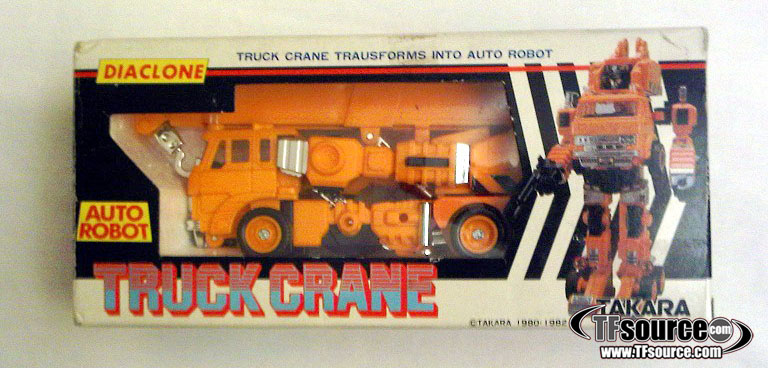 TRUCK CRANE TRAUSFORMS INTO AUTO ROBOT
DIACLONE
AUTO
ROBOT
TRUCK CRANE
TAKARA
©TAKARA 1980·1982
TFsource.com
www.TFsource.com